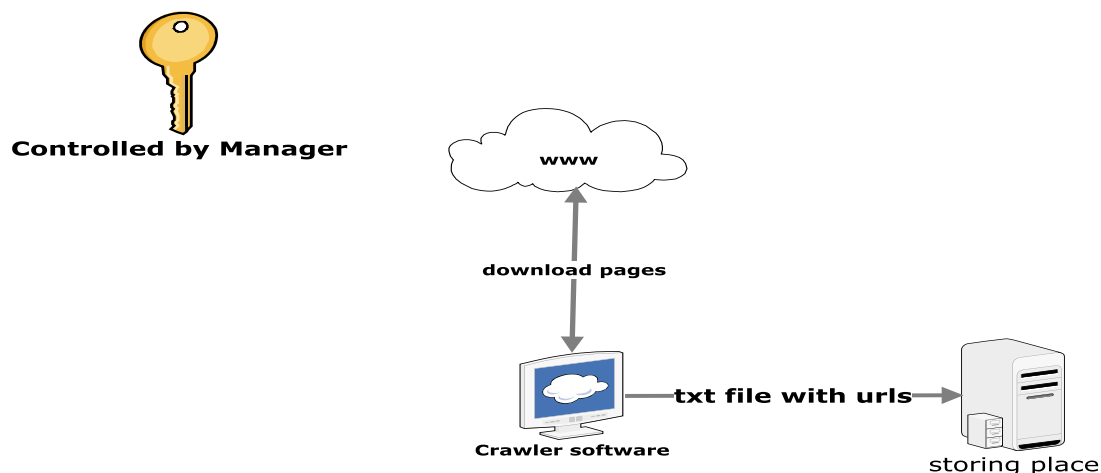 Controlled by Manager
www
download pages
txt file with urls
Crawler software
storing place